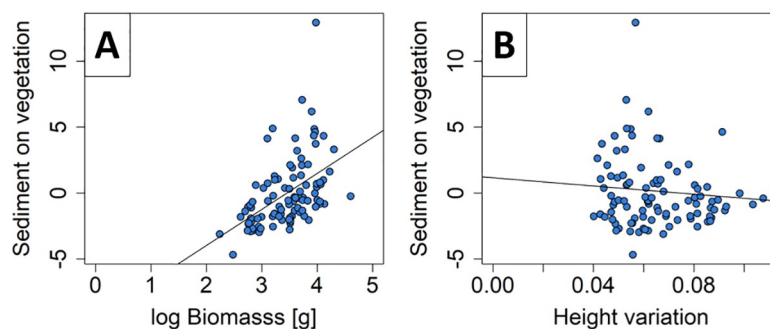 A
Sediment on vegetation
10
5
0
-5
0 1 2 3 4 5
log Biomasss [g]
B
Sediment on vegetation
10
5
0
-5
0.00 0.04 0.08
Height variation